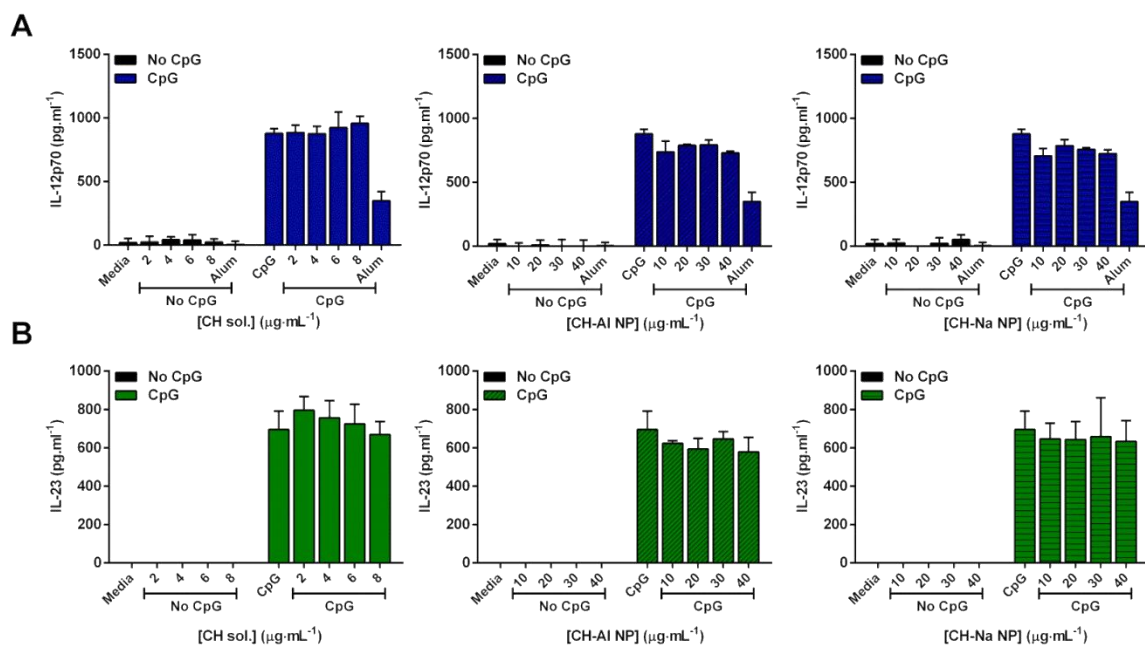 A
1500
1000
500
0
IL-12p70 (pg.ml⁻¹)
No CpG
CpG
Media 2 4 6 8 Alum CpG 2 4 6 8 Alum
No CpG CpG
[CH sol.] (µg·mL⁻¹)
1500
1000
500
0
IL-12p70 (pg.ml⁻¹)
No CpG
CpG
Media 10 20 30 40 Alum CpG 10 20 30 40 Alum
No CpG CpG
[CH-Al NP] (µg·mL⁻¹)
1500
1000
500
0
IL-12p70 (pg.ml⁻¹)
No CpG
CpG
Media 10 20 30 40 Alum CpG 10 20 30 40 Alum
No CpG CpG
[CH-Na NP] (µg·mL⁻¹)
B
1000
800
600
400
200
0
IL-23 (pg.ml⁻¹)
No CpG
CpG
Media 2 4 6 8 CpG 2 4 6 8
No CpG CpG
[CH sol.] (µg·mL⁻¹)
1000
800
600
400
200
0
IL-23 (pg.ml⁻¹)
No CpG
CpG
Media 10 20 30 40 CpG 10 20 30 40
No CpG CpG
[CH-Al NP] (µg·mL⁻¹)
1000
800
600
400
200
0
IL-23 (pg.ml⁻¹)
No CpG
CpG
Media 10 20 30 40 CpG 10 20 30 40
No CpG CpG
[CH-Na NP] (µg·mL⁻¹)